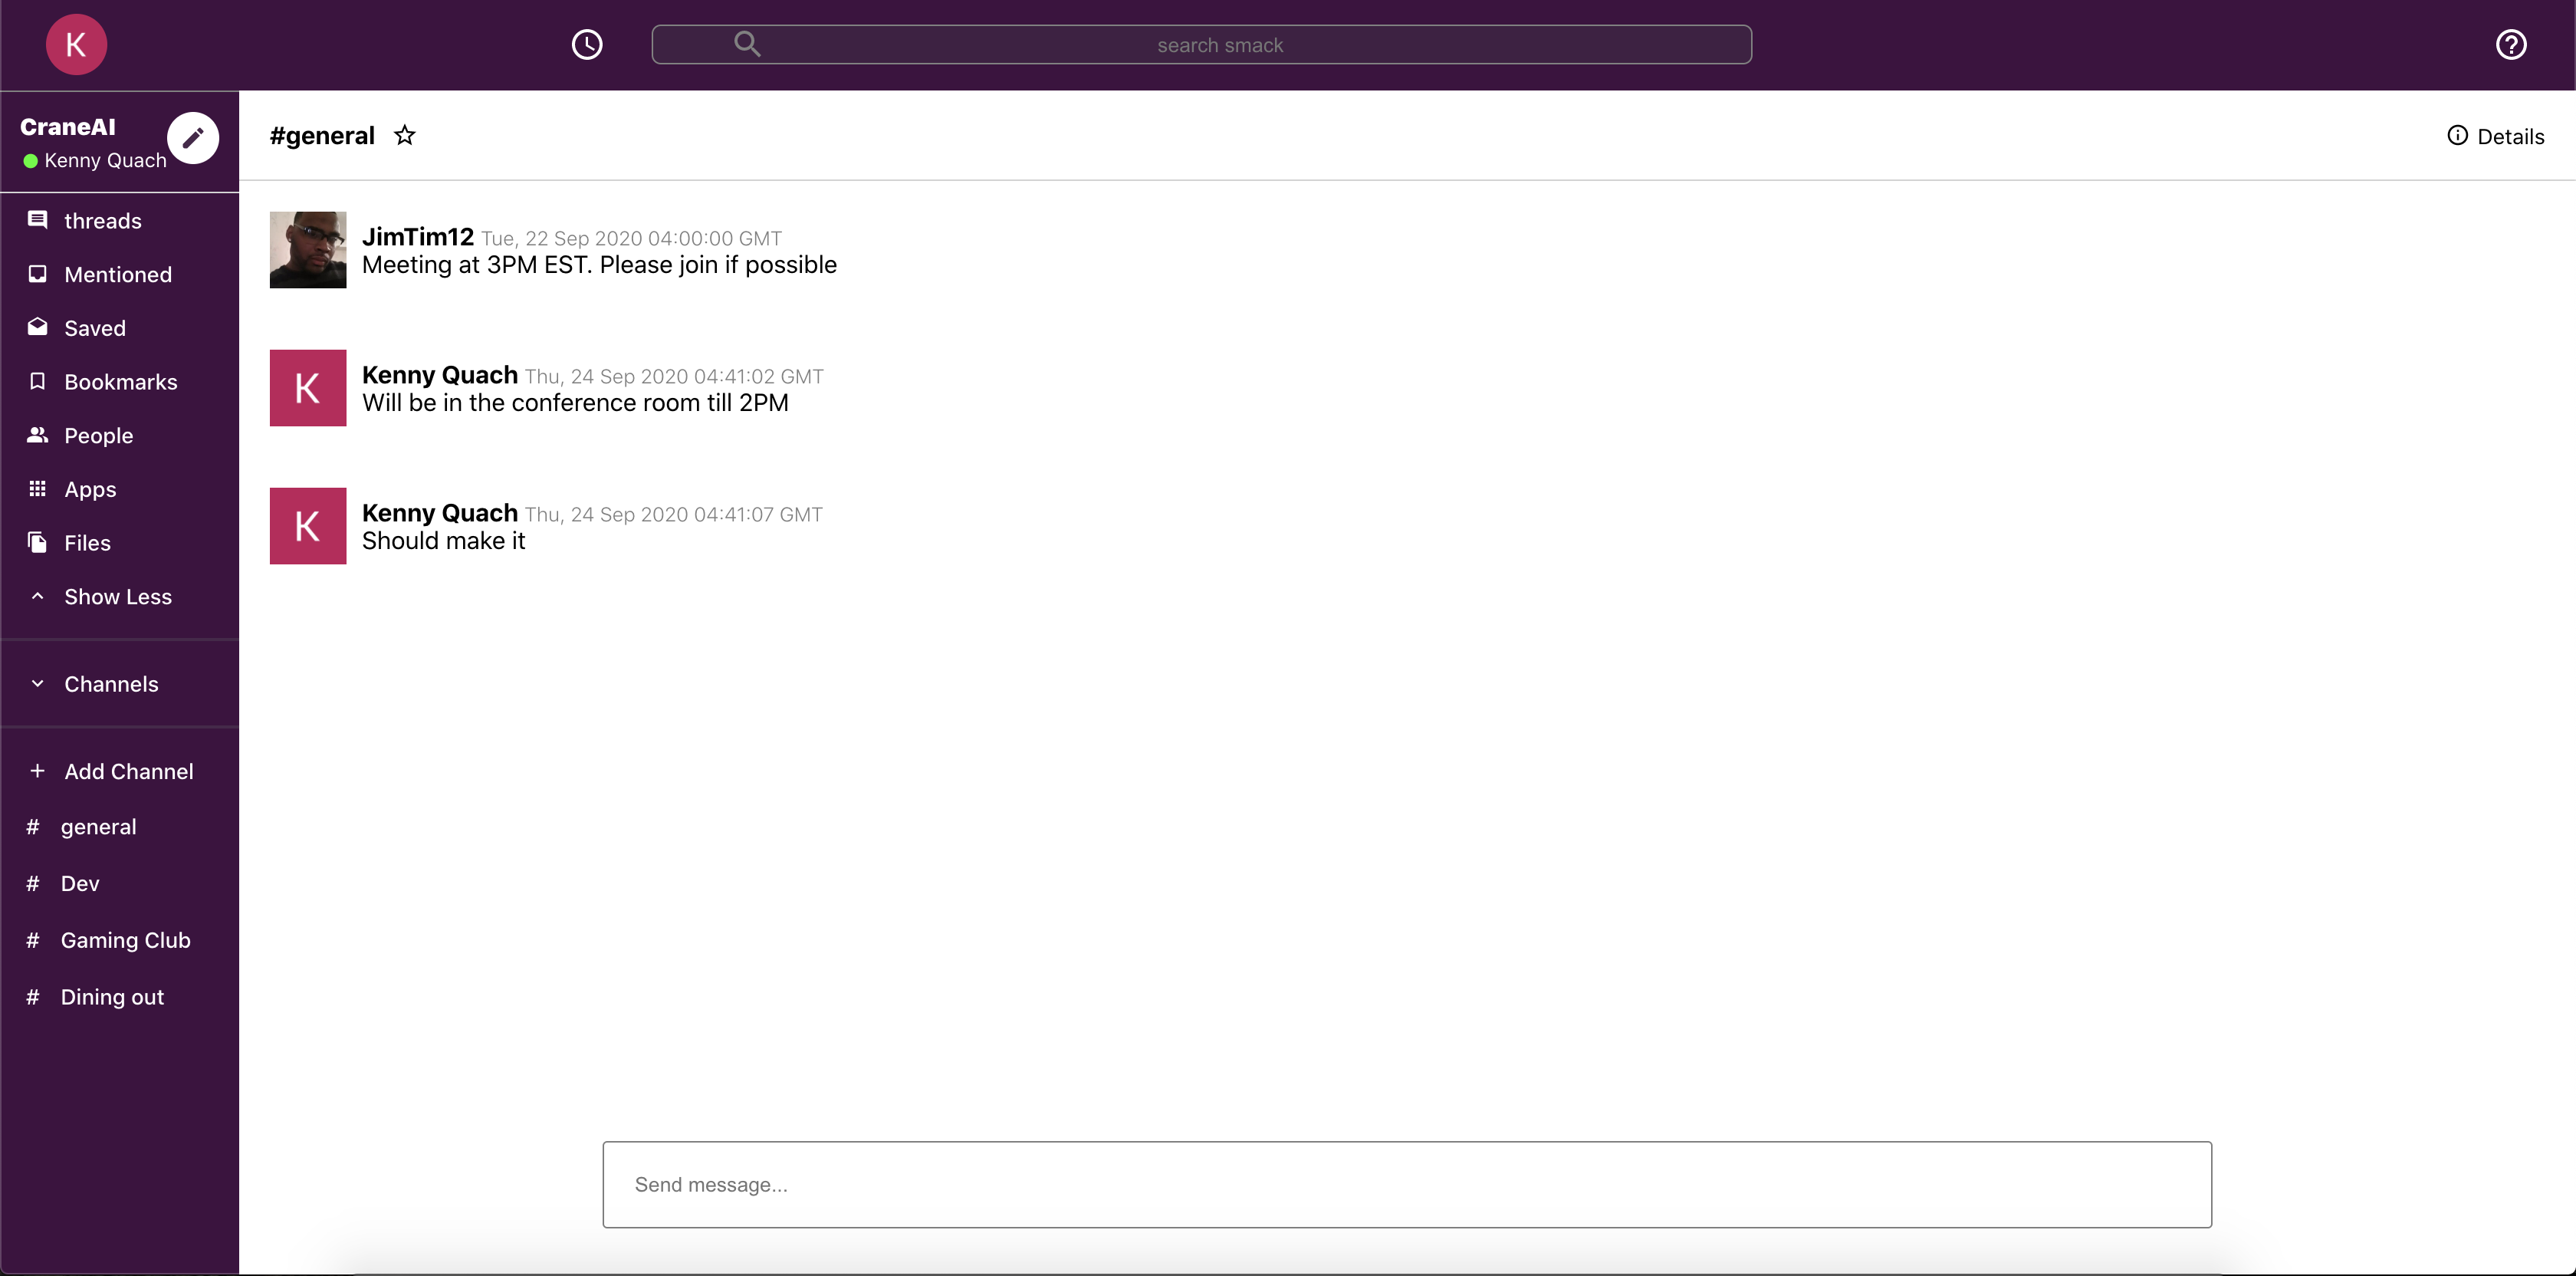 K
search smack
CraneAI
Kenny Quach
#general
Details
threads
Mentioned
Saved
Bookmarks
People
Apps
Files
Show Less
Channels
+ Add Channel
# general
# Dev
# Gaming Club
# Dining out
JimTim12 Tue, 22 Sep 2020 04:00:00 GMT
Meeting at 3PM EST. Please join if possible
K
Kenny Quach Thu, 24 Sep 2020 04:41:02 GMT
Will be in the conference room till 2PM
K
Kenny Quach Thu, 24 Sep 2020 04:41:07 GMT
Should make it
Send message...